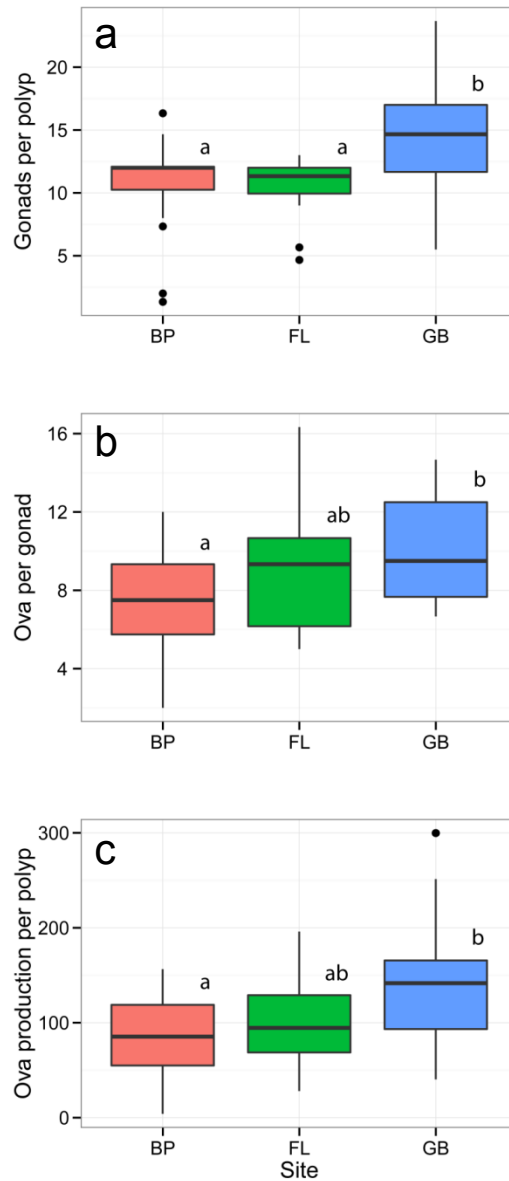 a
Gonads per polyp
20
15
10
5
a
a
b
BP
FL
GB
b
Ova per gonad
16
12
8
4
a
ab
b
BP
FL
GB
c
Ova production per polyp
300
200
100
0
a
ab
b
BP
FL
GB
Site